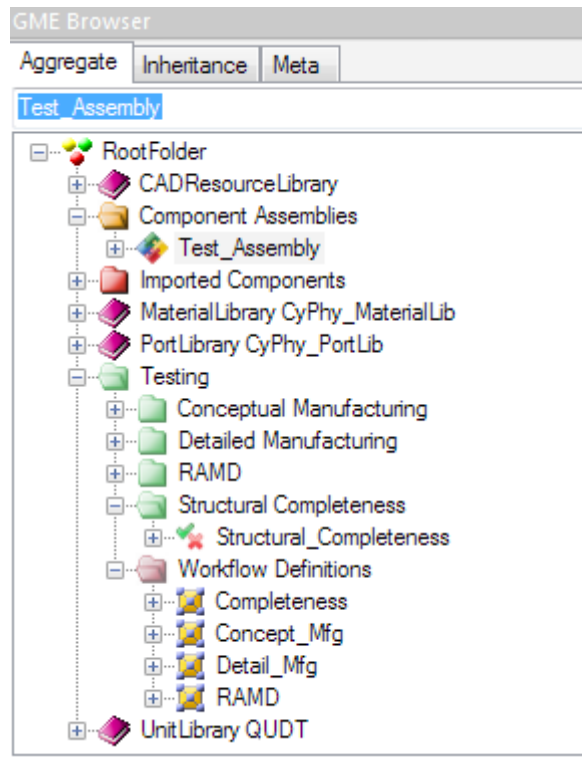 GME Browser
Aggregate Inheritance Meta
Test_Assembly
RootFolder
CADResourceLibrary
Component Assemblies
Test_Assembly
Imported Components
MaterialLibrary CyPhy_MaterialLib
PortLibrary CyPhy_PortLib
Testing
Conceptual Manufacturing
Detailed Manufacturing
RAMD
Structural Completeness
Structural_Completeness
Workflow Definitions
Completeness
Concept_Mfg
Detail_Mfg
RAMD
UnitLibrary QUDT